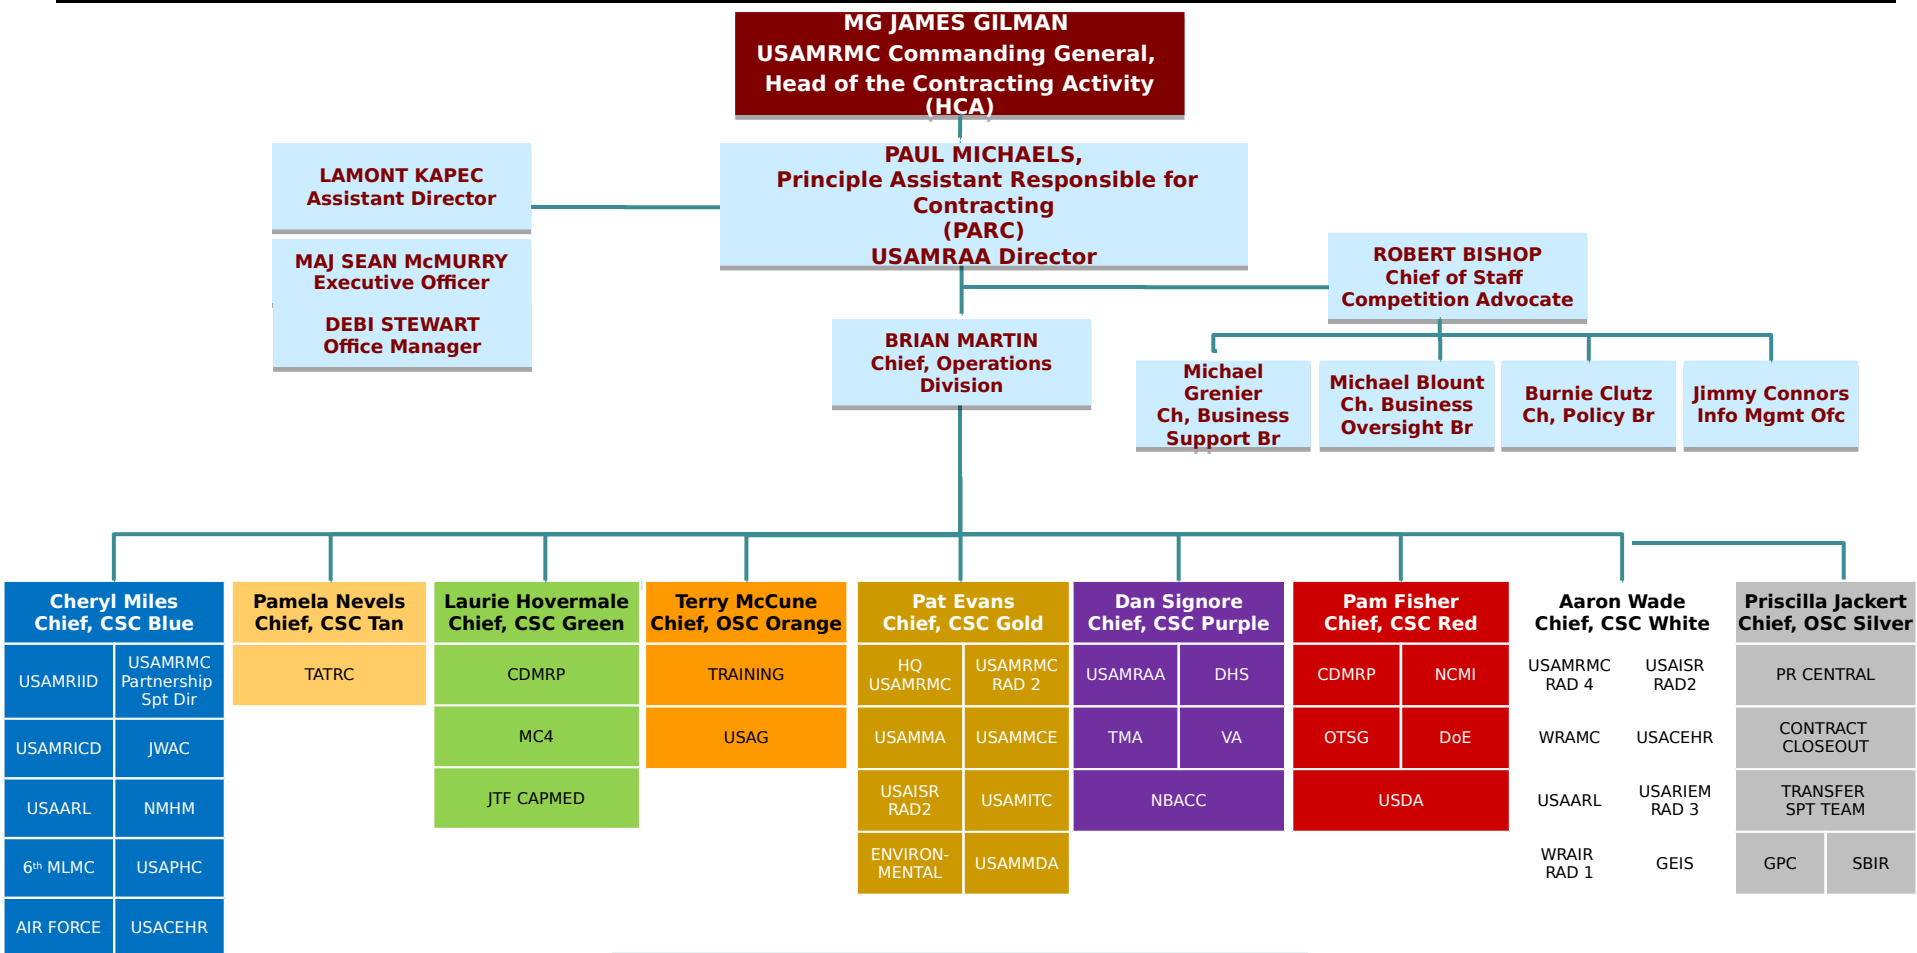 MG JAMES GILMAN
USAMRMC Commanding General,
Head of the Contracting Activity
(HCA)
LAMONT KAPEC
Assistant Director
PAUL MICHAELS,
Principle Assistant Responsible for
Contracting
(PARC)
USAMRAA Director
MAJ SEAN McMURRY
Executive Officer
DEBI STEWART
Office Manager
ROBERT BISHOP
Chief of Staff
Competition Advocate
BRIAN MARTIN
Chief, Operations
Division
Michael
Grenier
Ch, Business
Support Br
Michael Blount
Ch. Business
Oversight Br
Burnie Clutz
Ch, Policy Br
Jimmy Connors
Info Mgmt Ofc
Cheryl Miles
Chief, CSC Blue
USAMRIID
USAMRMC
Partnership
Spt Dir
USAMRICD
JWAC
USAARL
NMHM
6th MLMC
USAPHC
AIR FORCE
USACEHR
Pamela Nevels
Chief, CSC Tan
TATRC
Laurie Hovermale
Chief, CSC Green
CDMRP
MC4
JTF CAPMED
Terry McCune
Chief, OSC Orange
TRAINING
USAG
Pat Evans
Chief, CSC Gold
HQ
USAMRMC
USAMRMC
RAD 2
USAMMA
USAMMCE
USAISR
RAD2
USAMITC
ENVIRON-
MENTAL
USAMMDA
Dan Signore
Chief, CSC Purple
USAMRAA
DHS
TMA
VA
NBACC
Pam Fisher
Chief, CSC Red
CDMRP
NCMI
OTSG
DoE
USDA
Aaron Wade
Chief, CSC White
USAMRMC
RAD 4
USAISR
RAD2
WRAMC
USACEHR
USAARL
USARIEM
RAD 3
WRAIR
RAD 1
GEIS
Priscilla Jackert
Chief, OSC Silver
PR CENTRAL
CONTRACT
CLOSEOUT
TRANSFER
SPT TEAM
GPC
SBIR